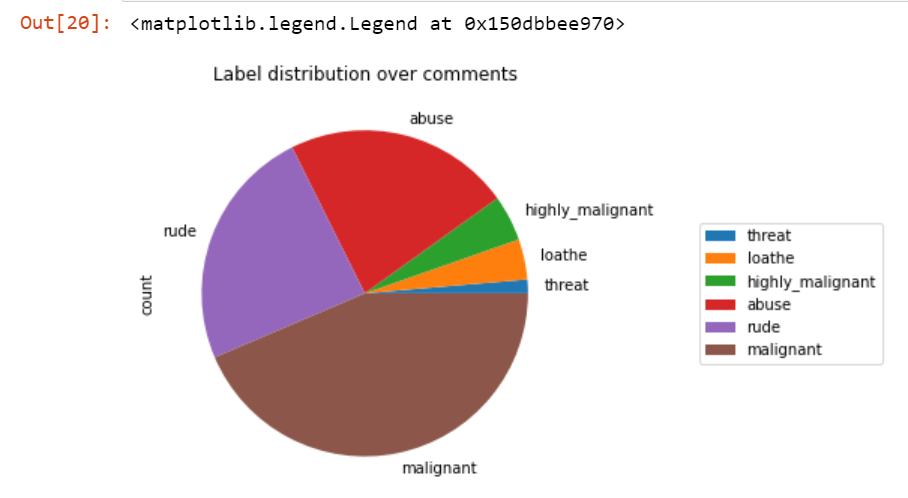 Out[20]: <matplotlib.legend.Legend at 0x150dbbee970>
Label distribution over comments
abuse
highly_malignant
rude
loathe
threat
count
malignant
threat
loathe
highly_malignant
abuse
rude
malignant